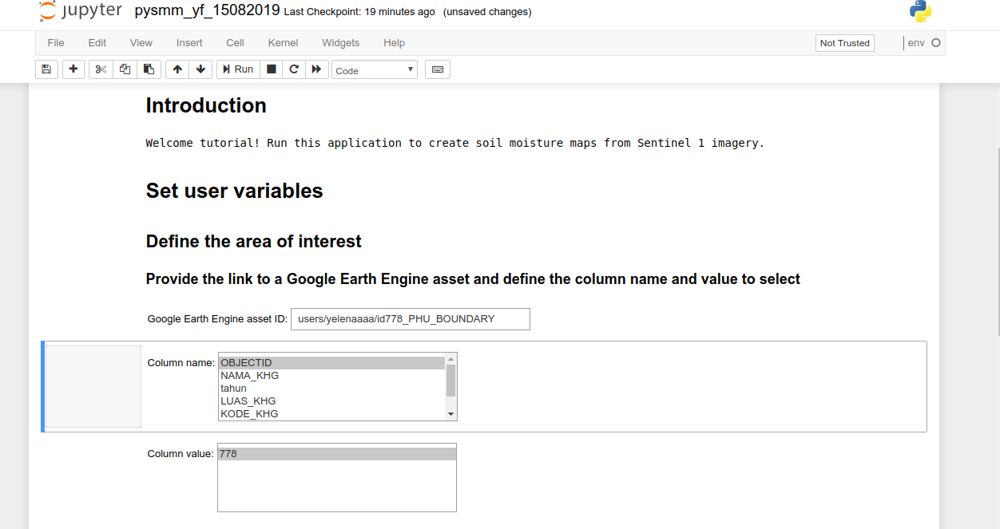 jupyter pysmm_yf_15082019 Last Checkpoint: 19 minutes ago (unsaved changes)
File Edit View Insert Cell Kernel Widgets Help Not Trusted env
Run Code
Introduction
Welcome tutorial! Run this application to create soil moisture maps from Sentinel 1 imagery.
Set user variables
Define the area of interest
Provide the link to a Google Earth Engine asset and define the column name and value to select
Google Earth Engine asset ID: users/yelenaaaa/id778_PHU_BOUNDARY
Column name: OBJECTID
NAMA_KHG
tahun
LUAS_KHG
KODE_KHG
Column value: 778